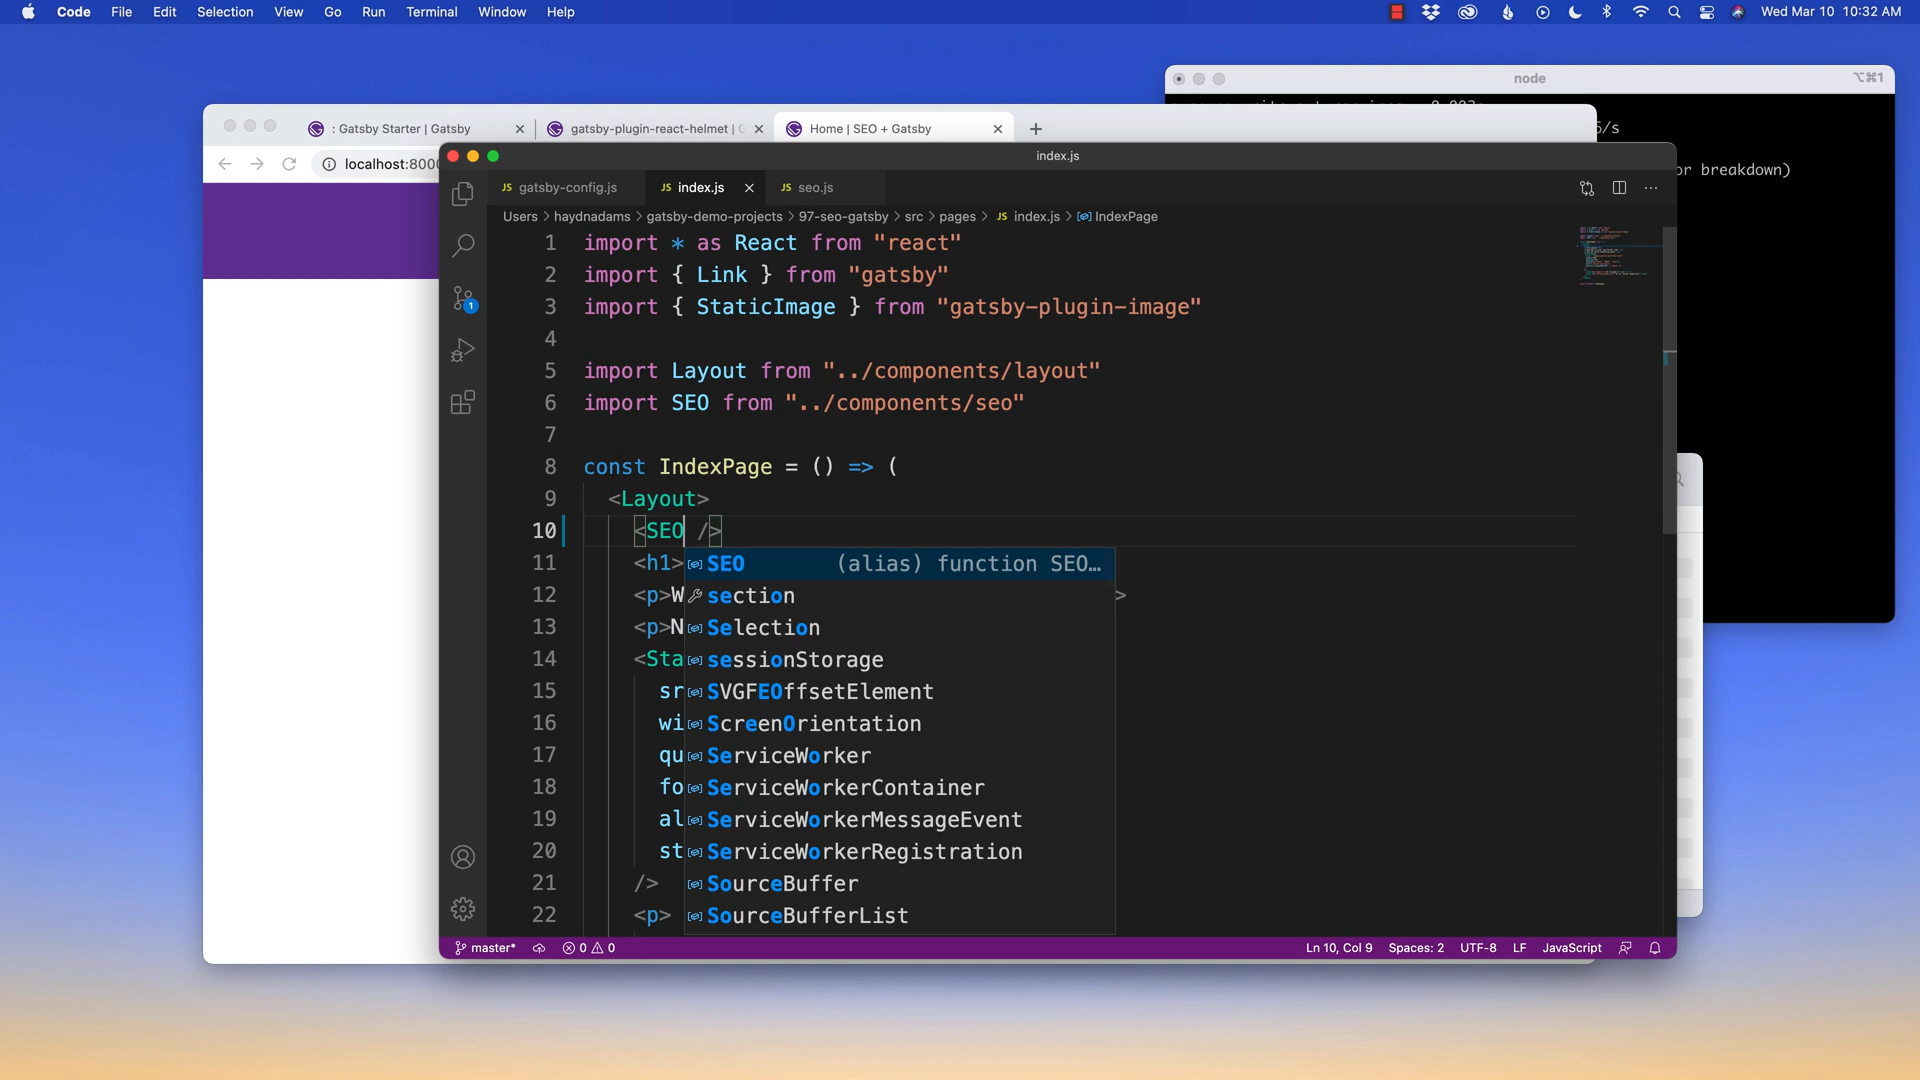 Code File Edit Selection View Go Run Terminal Window Help Wed Mar 10 10:32 AM
node ⌥⌘1
: Gatsby Starter | Gatsby gatsby-plugin-react-helmet | Home | SEO + Gatsby
localhost:8000
or breakdown)
index.js
JS gatsby-config.js JS index.js JS seo.js
Users > haydnadams > gatsby-demo-projects > 97-seo-gatsby > src > pages > JS index.js > IndexPage
1 import * as React from "react"
2 import { Link } from "gatsby"
3 import { StaticImage } from "gatsby-plugin-image"
4
5 import Layout from "../components/layout"
6 import SEO from "../components/seo"
7
8 const IndexPage = () => (
9 <Layout>
10 <SEO />
11 <h1>
12 <p>W >
13 <p>N
14 <Sta
15 sr
16 wi
17 qu
18 fo
19 al
20 st
21 />
22 <p>
SEO (alias) function SEO…
section
Selection
sessionStorage
SVGFEOffsetElement
ScreenOrientation
ServiceWorker
ServiceWorkerContainer
ServiceWorkerMessageEvent
ServiceWorkerRegistration
SourceBuffer
SourceBufferList
1
master* 0 0 Ln 10, Col 9 Spaces: 2 UTF-8 LF JavaScript